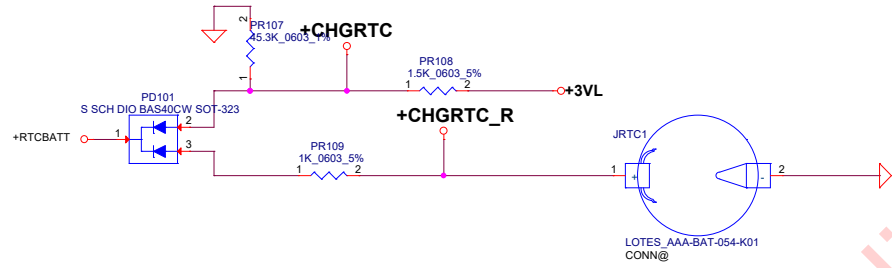 2
PR107
45.3K_0603_1%
+CHGRTC
1
PR108
1.5K_0603_5%
1
2
+3VL
PD101
S SCH DIO BAS40CW SOT-323
+RTCBATT
1
2
3
+CHGRTC_R
PR109
1K_0603_5%
1
2
JRTC1
1
+
-
2
LOTES_AAA-BAT-054-K01
CONN@